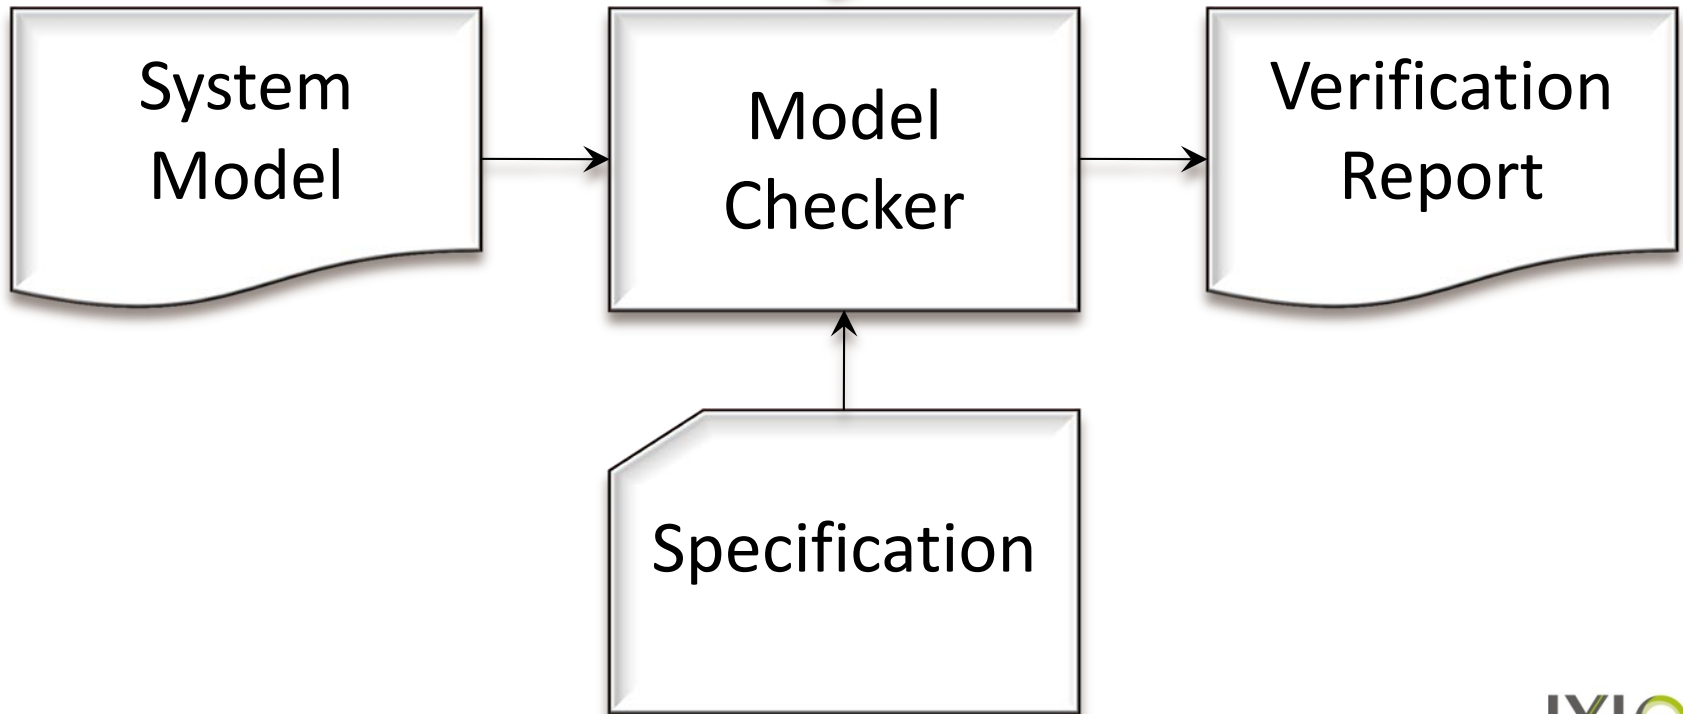 System
Model
Model
Checker
Verification
Report
Specification